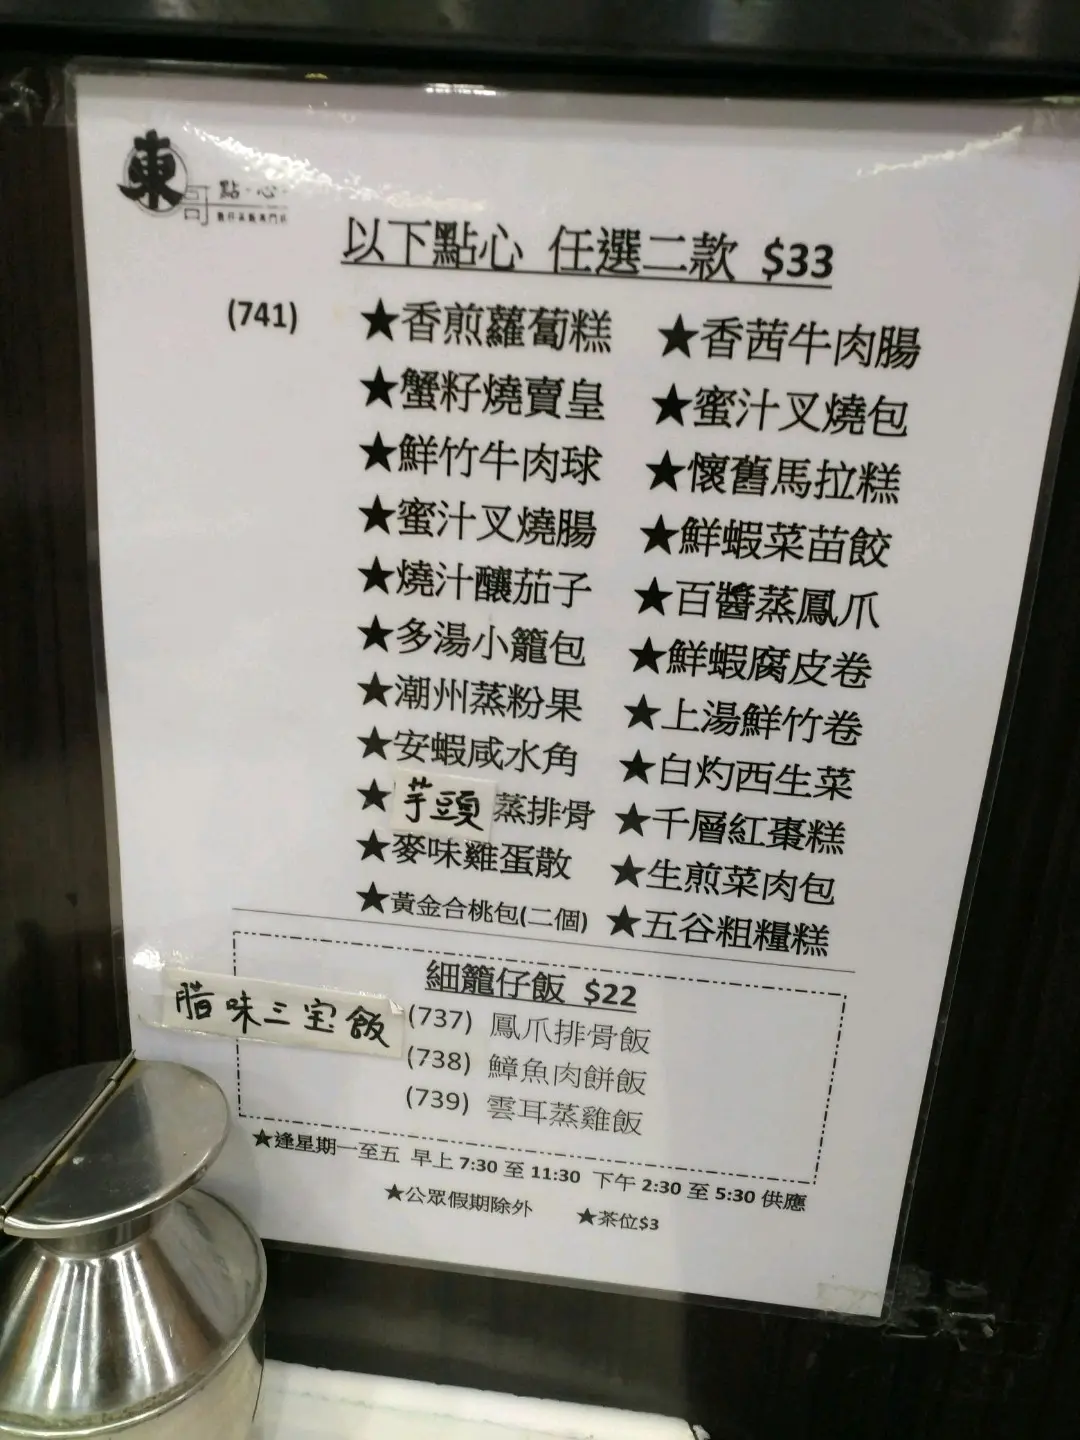 東哥 點·心·
以下點心 任選二款 $33
(741) ★香煎蘿蔔糕 ★香茜牛肉腸
★蟹籽燒賣皇 ★蜜汁叉燒包
★鮮竹牛肉球 ★懷舊馬拉糕
★蜜汁叉燒腸 ★鮮蝦菜苗餃
★燒汁釀茄子 ★百醬蒸鳳爪
★多湯小籠包 ★鮮蝦腐皮卷
★潮州蒸粉果 ★上湯鮮竹卷
★安蝦咸水角 ★白灼西生菜
★芋頭蒸排骨 ★千層紅棗糕
★麥味雞蛋散 ★生煎菜肉包
★黃金合桃包(二個) ★五谷粗糧糕
細籠仔飯 $22
腊味三宝飯 (737) 鳳爪排骨飯
(738) 鱆魚肉餅飯
(739) 雲耳蒸雞飯
★逢星期一至五 早上 7:30 至 11:30 下午 2:30 至 5:30 供應
★公眾假期除外 ★茶位$3